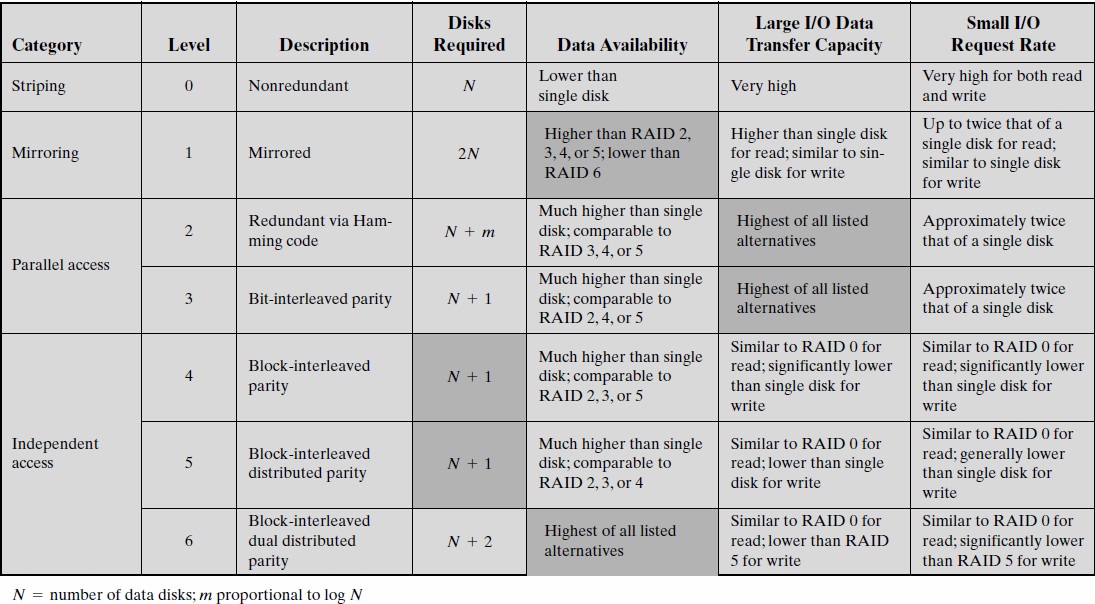 Category
Level
Description
Disks
Required
Data Availability
Large I/O Data
Transfer Capacity
Small I/O
Request Rate
Striping
0
Nonredundant
N
Lower than
single disk
Very high
Very high for both read
and write
Mirroring
1
Mirrored
2N
Higher than RAID 2,
3, 4, or 5; lower than
RAID 6
Higher than single disk
for read; similar to sin-
gle disk for write
Up to twice that of a
single disk for read;
similar to single disk
for write
Parallel access
2
Redundant via Ham-
ming code
N + m
Much higher than single
disk; comparable to
RAID 3, 4, or 5
Highest of all listed
alternatives
Approximately twice
that of a single disk
3
Bit-interleaved parity
N + 1
Much higher than single
disk; comparable to
RAID 2, 4, or 5
Highest of all listed
alternatives
Approximately twice
that of a single disk
Independent
access
4
Block-interleaved
parity
N + 1
Much higher than single
disk; comparable to
RAID 2, 3, or 5
Similar to RAID 0 for
read; significantly lower
than single disk for
write
Similar to RAID 0 for
read; significantly lower
than single disk for
write
5
Block-interleaved
distributed parity
N + 1
Much higher than single
disk; comparable to
RAID 2, 3, or 4
Similar to RAID 0 for
read; lower than single
disk for write
Similar to RAID 0 for
read; generally lower
than single disk for
write
6
Block-interleaved
dual distributed
parity
N + 2
Highest of all listed
alternatives
Similar to RAID 0 for
read; lower than RAID
5 for write
Similar to RAID 0 for
read; significantly lower
than RAID 5 for write
N = number of data disks; m proportional to log N